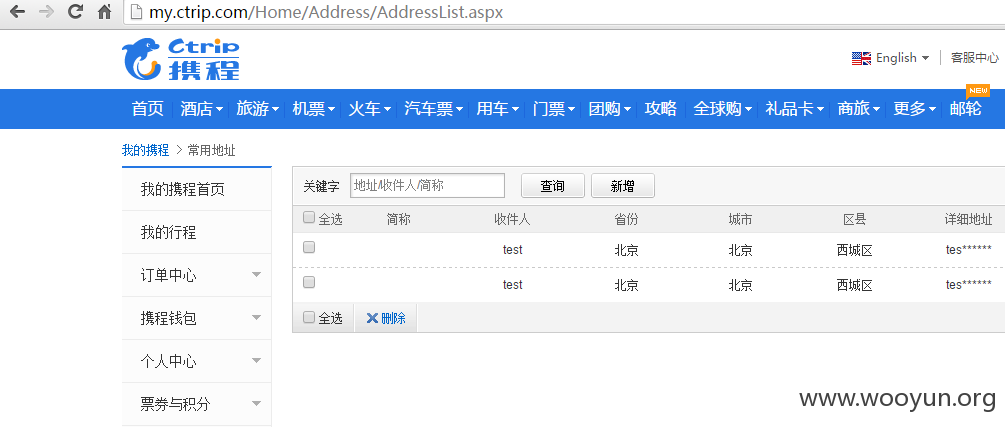 my.ctrip.com/Home/Address/AddressList.aspx
Ctrip
携程
English 客服中心
NEW
首页 酒店 旅游 机票 火车 汽车票 用车 门票 团购 攻略 全球购 礼品卡 商旅 更多 邮轮
我的携程 > 常用地址
我的携程首页
我的行程
订单中心
携程钱包
个人中心
票券与积分
关键字 地址/收件人/简称 查询 新增
全选 简称 收件人 省份 城市 区县 详细地址
test 北京 北京 西城区 tes******
test 北京 北京 西城区 tes******
全选 删除
www.wooyun.org